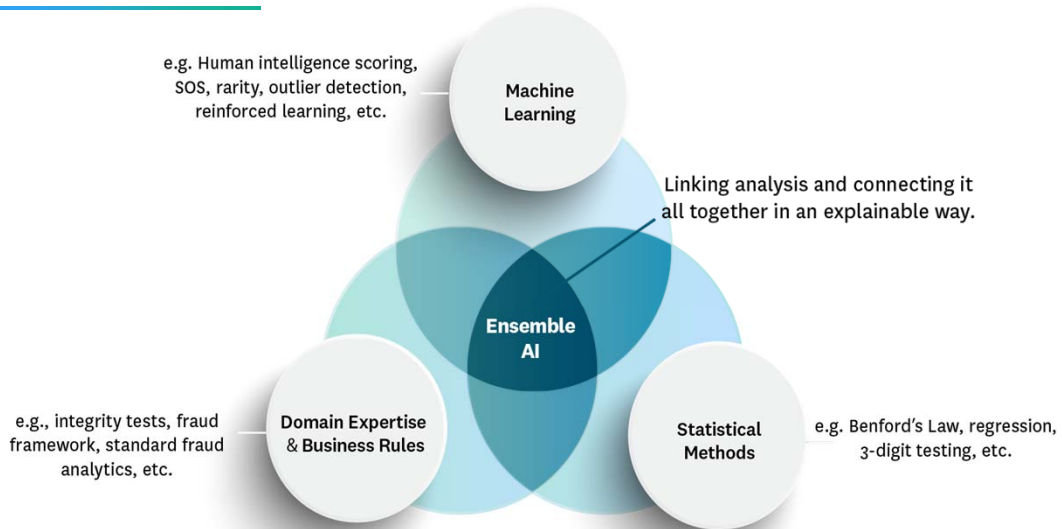 e.g. Human intelligence scoring,
SOS, rarity, outlier detection,
reinforced learning, etc.
Machine
Learning
Linking analysis and connecting it
all together in an explainable way.
Ensemble
AI
e.g., integrity tests, fraud
framework, standard fraud
analytics, etc.
Domain Expertise
& Business Rules
Statistical
Methods
e.g. Benford's Law, regression,
3-digit testing, etc.